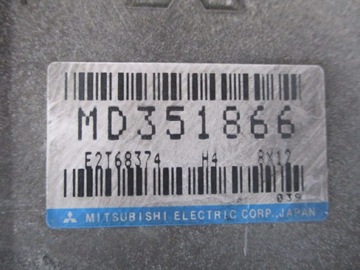 MD351866
E2T68374 H4 8X12
039
MITSUBISHI ELECTRIC CORP., JAPAN